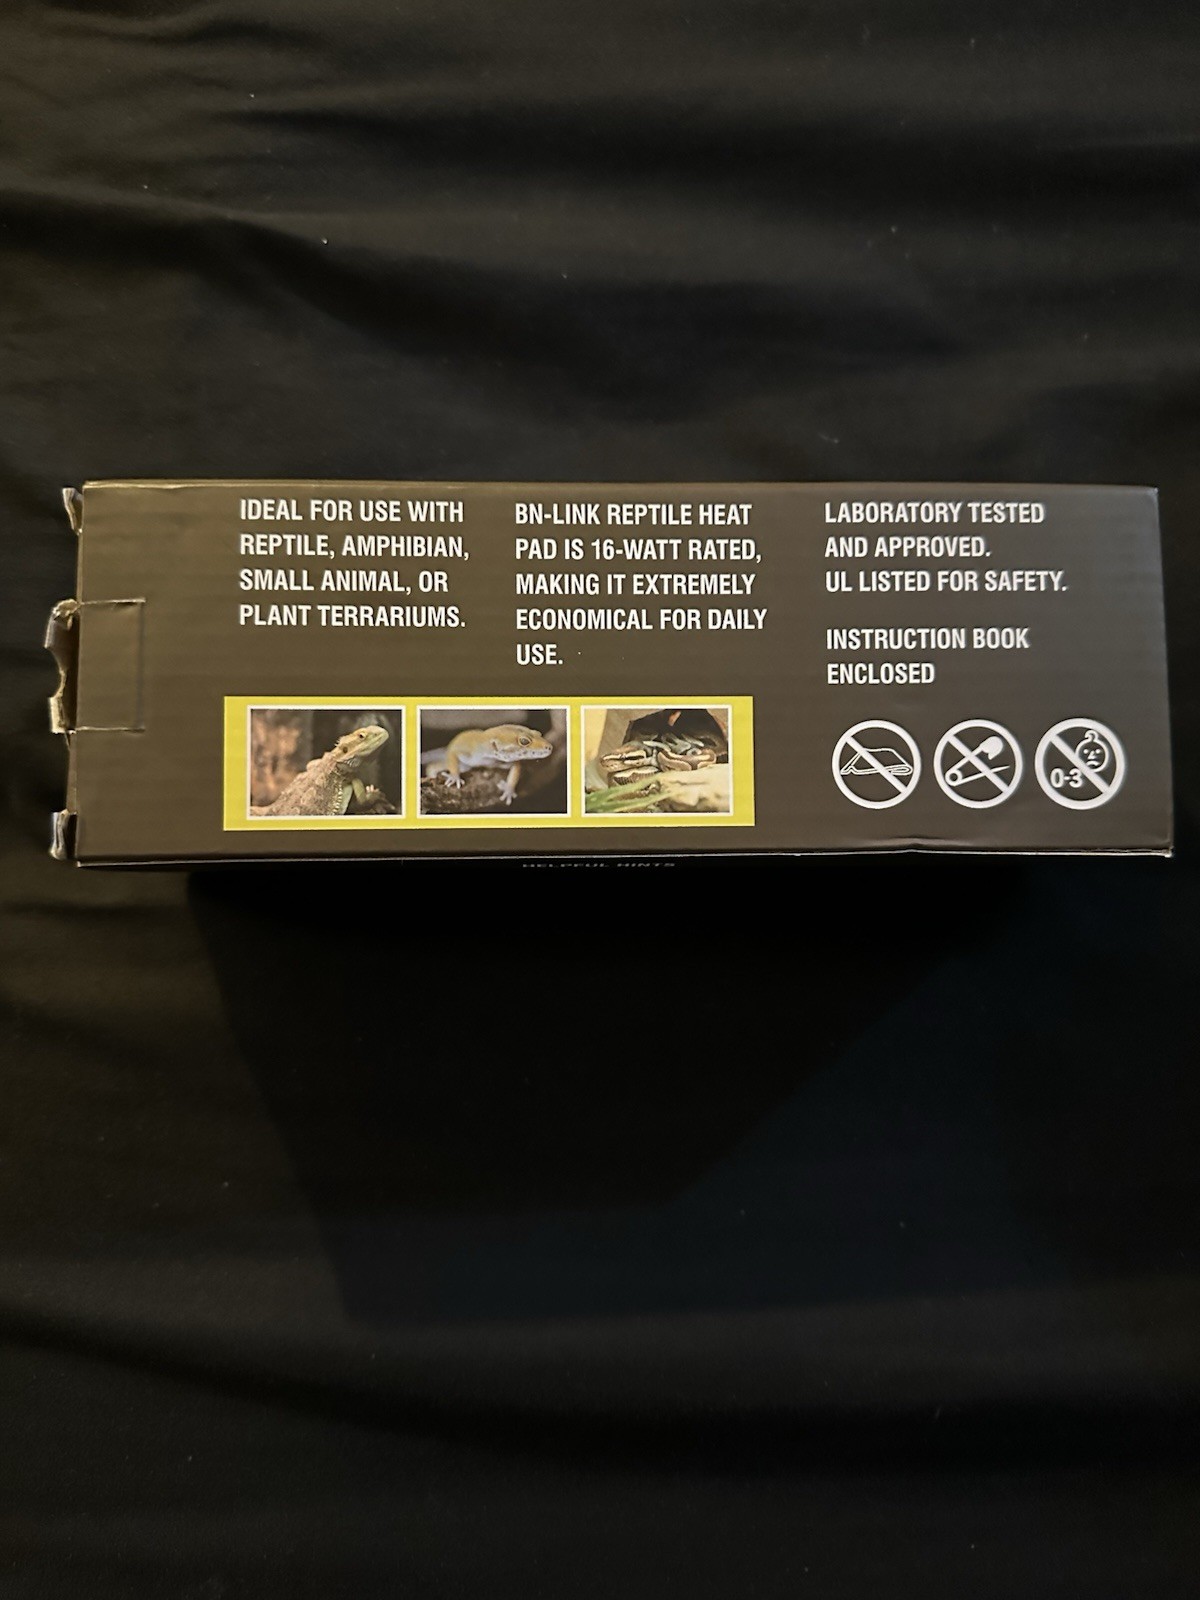 IDEAL FOR USE WITH
REPTILE, AMPHIBIAN,
SMALL ANIMAL, OR
PLANT TERRARIUMS.
BN-LINK REPTILE HEAT
PAD IS 16-WATT RATED,
MAKING IT EXTREMELY
ECONOMICAL FOR DAILY
USE.
LABORATORY TESTED
AND APPROVED.
UL LISTED FOR SAFETY.
INSTRUCTION BOOK
ENCLOSED
0-3
HELPFUL HINTS